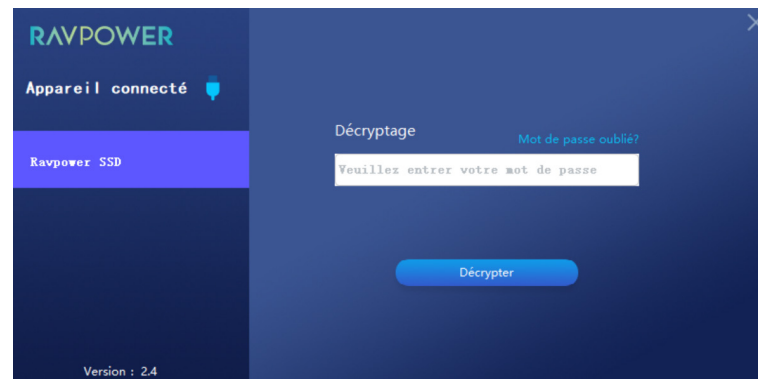 RAVPOWER
Appareil connecté
Ravpower SSD
Version : 2.4
Décryptage
Mot de passe oublié?
Veuillez entrer votre mot de passe
Décrypter